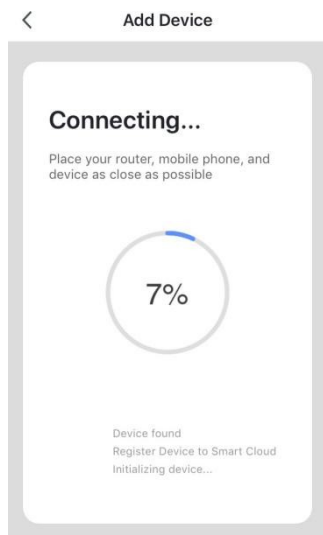 Add Device
Connecting...
Place your router, mobile phone, and
device as close as possible
7%
Device found
Register Device to Smart Cloud
Initializing device...